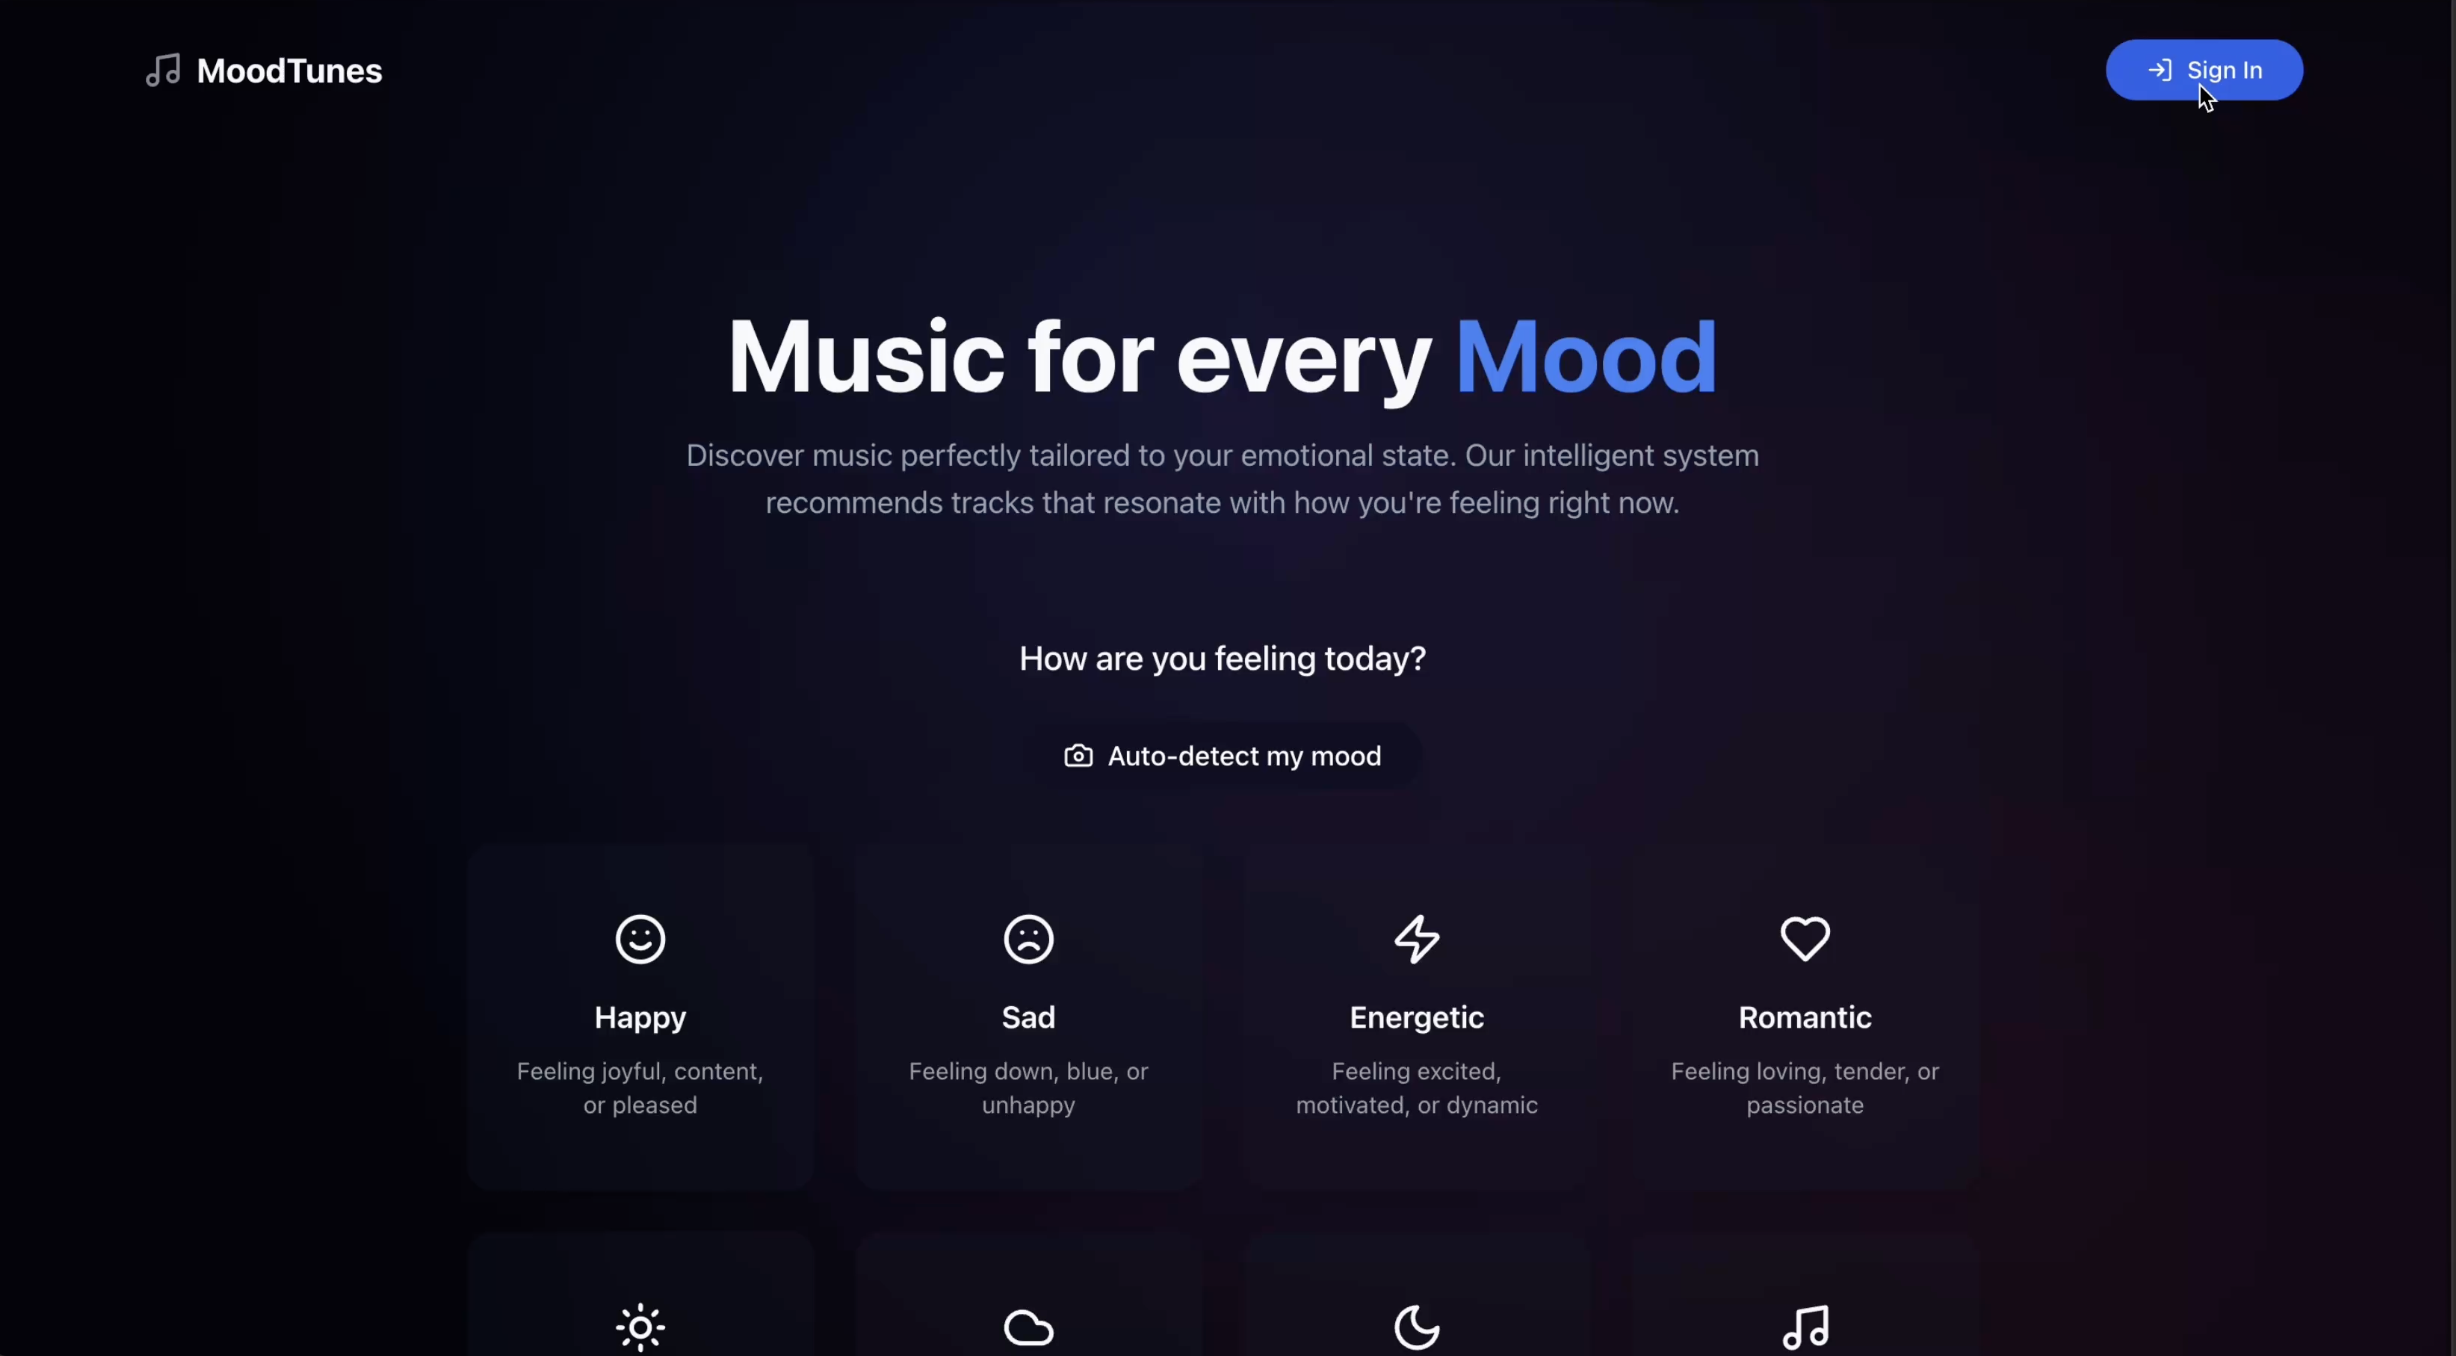 MoodTunes
Sign In
Music for every Mood
Discover music perfectly tailored to your emotional state. Our intelligent system
recommends tracks that resonate with how you're feeling right now.
How are you feeling today?
Auto-detect my mood
Happy
Feeling joyful, content,
or pleased
Sad
Feeling down, blue, or
unhappy
Energetic
Feeling excited,
motivated, or dynamic
Romantic
Feeling loving, tender, or
passionate